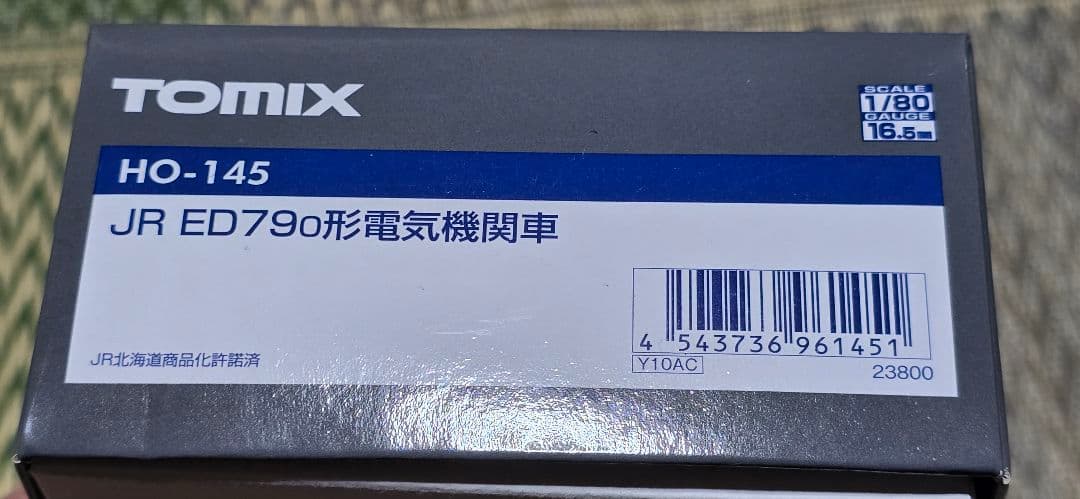 TOMIX
SCALE
1/80
GAUGE
16.5mm
HO-145
JR ED790形電気機関車
4 543736 961451
Y10AC
JR北海道商品化許諾済
23800